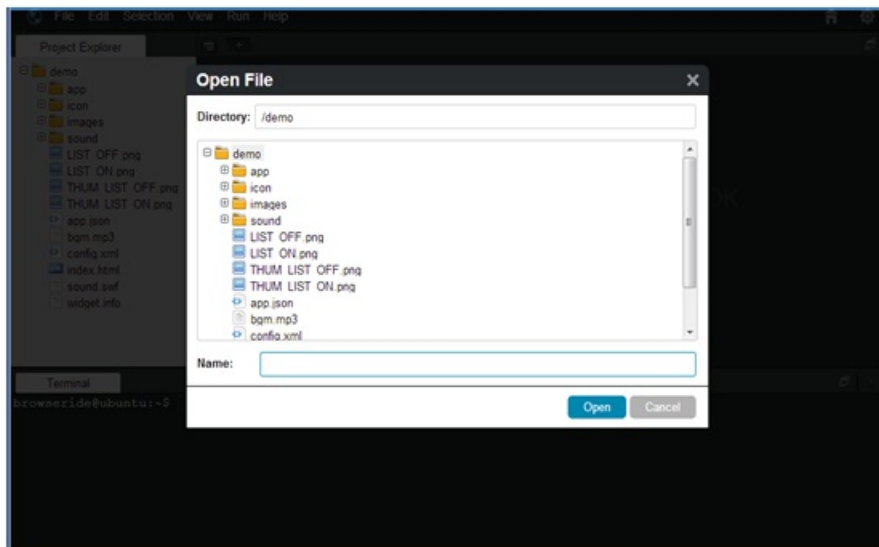 File Edit Selection View Run Help
Project Explorer
demo
app
icon
images
sound
LIST OFF.png
LIST ON.png
THUM LIST OFF.png
THUM LIST ON.png
app.json
bgm.mp3
config.xml
index.html
sound.swf
widget.info
Open File
Directory: /demo
demo
app
icon
images
sound
LIST OFF.png
LIST ON.png
THUM LIST OFF.png
THUM LIST ON.png
app.json
bgm.mp3
config.xml
Name:
Open Cancel
Terminal
browseride@ubuntu:~$